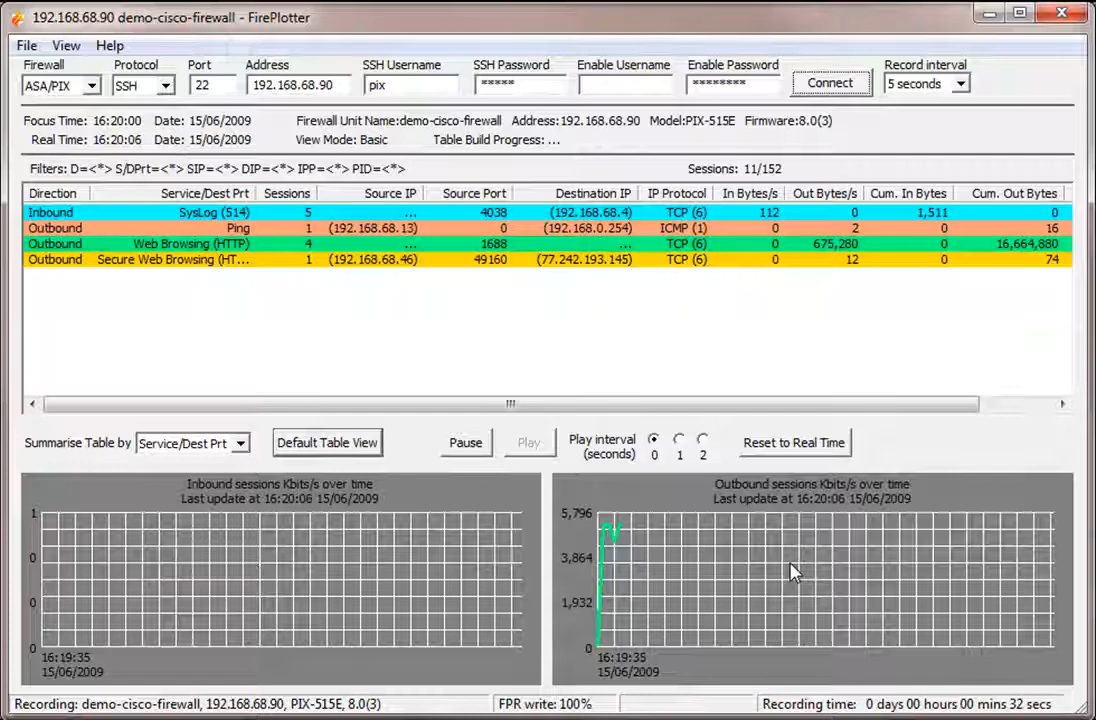 192.168.68.90 demo-cisco-firewall - FirePlotter
File View Help
Firewall Protocol Port Address SSH Username SSH Password Enable Username Enable Password Record interval
ASA/PIX SSH 22 192.168.68.90 pix ***** ******** Connect 5 seconds
Focus Time: 16:20:00 Date: 15/06/2009 Firewall Unit Name:demo-cisco-firewall Address:192.168.68.90 Model:PIX-515E Firmware:8.0(3)
Real Time: 16:20:06 Date: 15/06/2009 View Mode: Basic Table Build Progress: ...
Filters: D=<*> S/DPrt=<*> SIP=<*> DIP=<*> IPP=<*> PID=<*> Sessions: 11/152
Direction Service/Dest Prt Sessions Source IP Source Port Destination IP IP Protocol In Bytes/s Out Bytes/s Cum. In Bytes Cum. Out Bytes
Inbound SysLog (514) 5 ... 4038 (192.168.68.4) TCP (6) 112 0 1,511 0
Outbound Ping 1 (192.168.68.13) 0 (192.168.0.254) ICMP (1) 0 2 0 16
Outbound Web Browsing (HTTP) 4 ... 1688 ... TCP (6) 0 675,280 0 16,664,880
Outbound Secure Web Browsing (HT... 1 (192.168.68.46) 49160 (77.242.193.145) TCP (6) 0 12 0 74
Summarise Table by Service/Dest Prt Default Table View Pause Play Play interval (seconds) 0 1 2 Reset to Real Time
Inbound sessions Kbits/s over time
Last update at 16:20:06 15/06/2009
1
0
0
0
16:19:35
15/06/2009
Outbound sessions Kbits/s over time
Last update at 16:20:06 15/06/2009
5,796
3,864
1,932
0
16:19:35
15/06/2009
Recording: demo-cisco-firewall, 192.168.68.90, PIX-515E, 8.0(3) FPR write: 100% Recording time: 0 days 00 hours 00 mins 32 secs